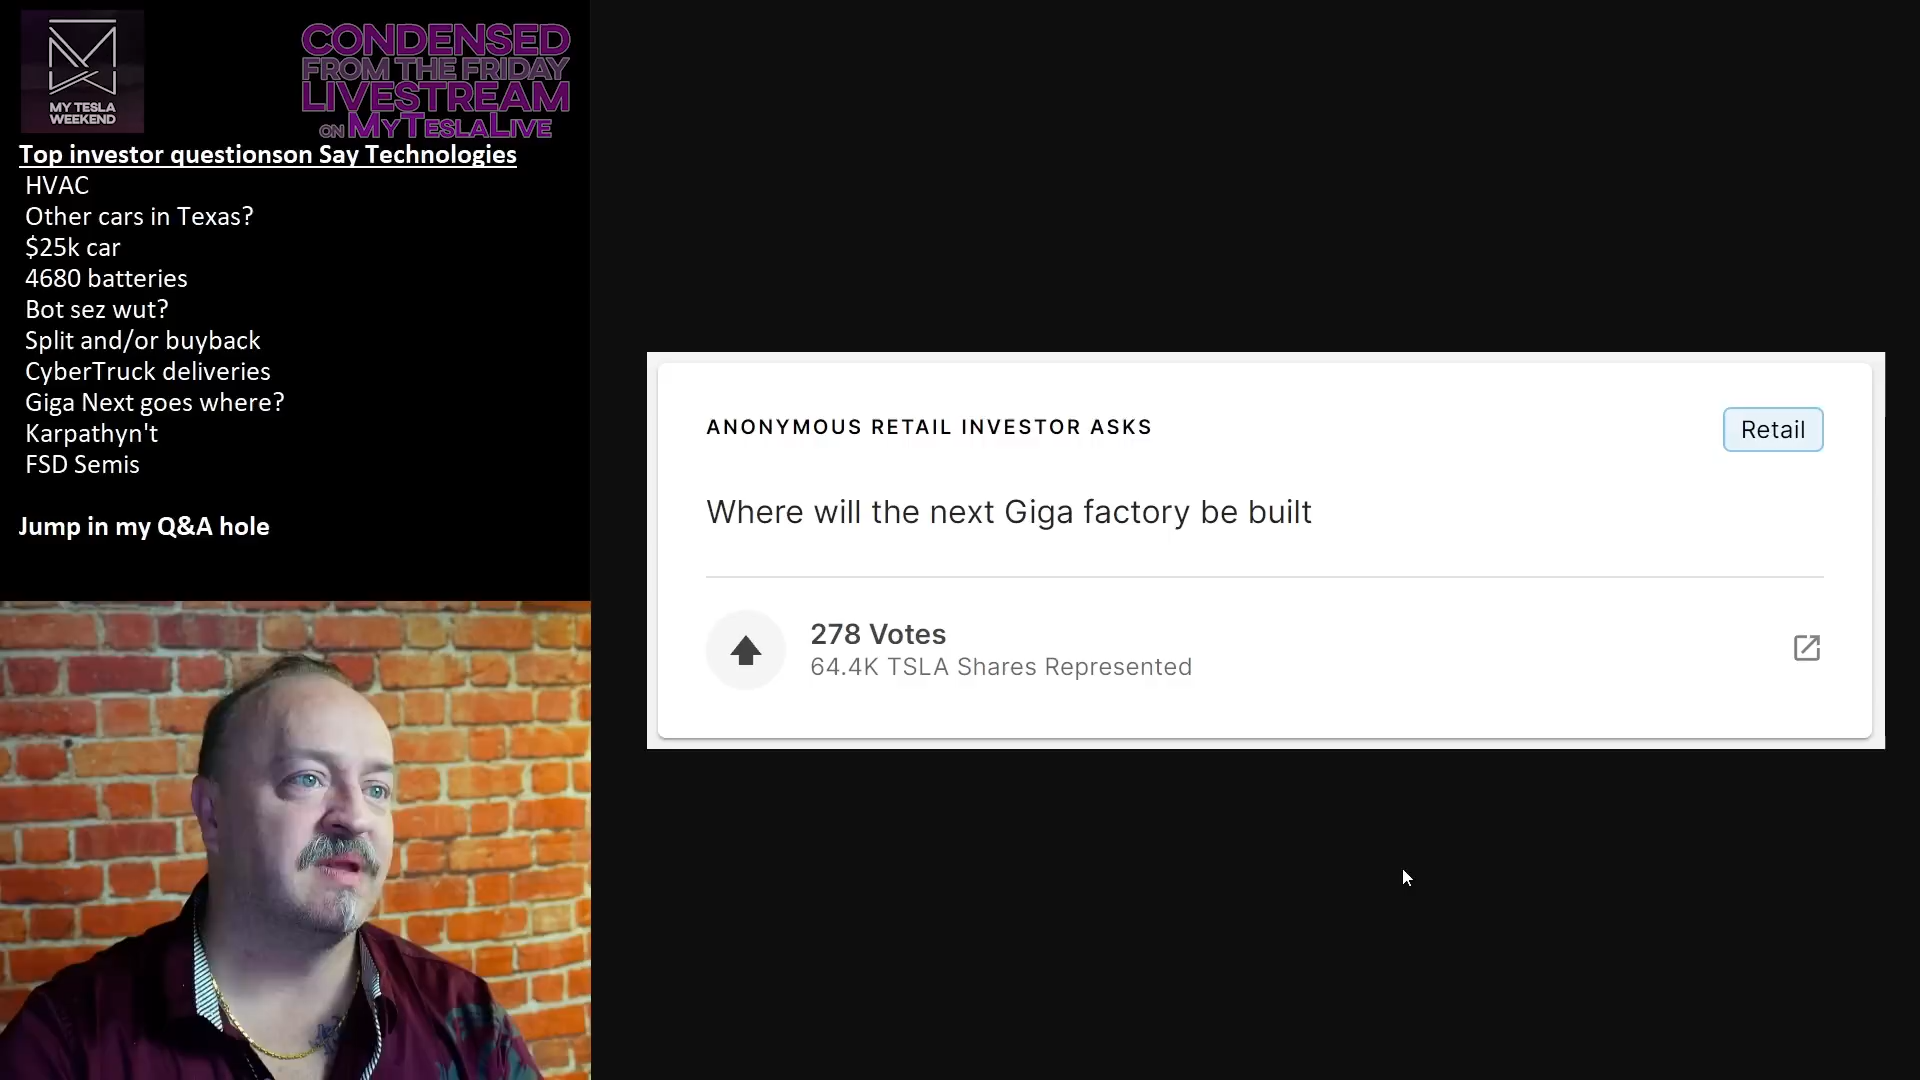 MY TESLA
WEEKEND
CONDENSED
FROM THE FRIDAY
LIVESTREAM
ON MYTESLALIVE
Top investor questionson Say Technologies
HVAC
Other cars in Texas?
$25k car
4680 batteries
Bot sez wut?
Split and/or buyback
CyberTruck deliveries
Giga Next goes where?
Karpathyn't
FSD Semis
Jump in my Q&A hole
ANONYMOUS RETAIL INVESTOR ASKS
Retail
Where will the next Giga factory be built
278 Votes
64.4K TSLA Shares Represented